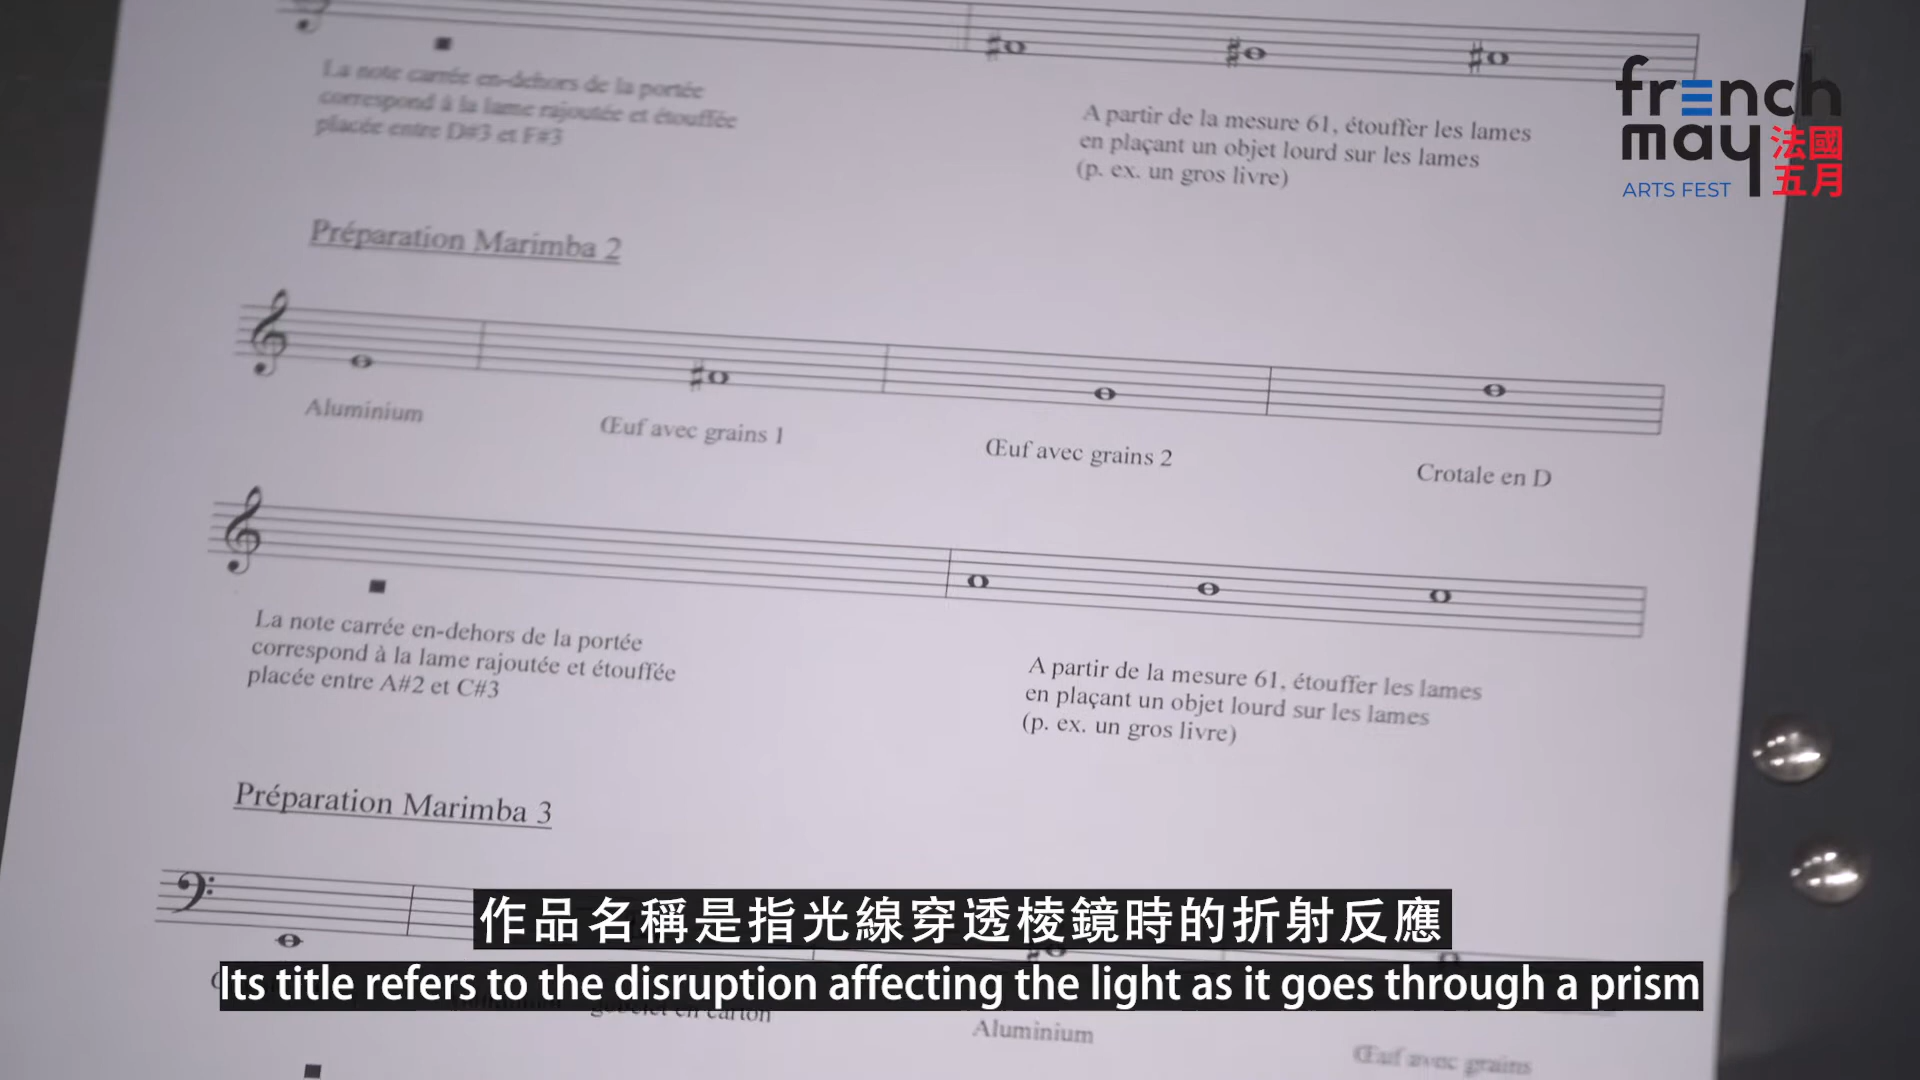 La note carrée en-dehors de la portée
correspond à la lame rajoutée et étouffée
placée entre D#3 et F#3
A partir de la mesure 61, étouffer les lames
en plaçant un objet lourd sur les lames
(p. ex. un gros livre)
french
may 法國
五月
ARTS FEST
Préparation Marimba 2
Aluminium
Œuf avec grains 1
Œuf avec grains 2
Crotale en D
La note carrée en-dehors de la portée
correspond à la lame rajoutée et étouffée
placée entre A#2 et C#3
A partir de la mesure 61, étouffer les lames
en plaçant un objet lourd sur les lames
(p. ex. un gros livre)
Préparation Marimba 3
作品名稱是指光線穿透棱鏡時的折射反應
Its title refers to the disruption affecting the light as it goes through a prism
gobelet en carton
Aluminium
Œuf avec grains